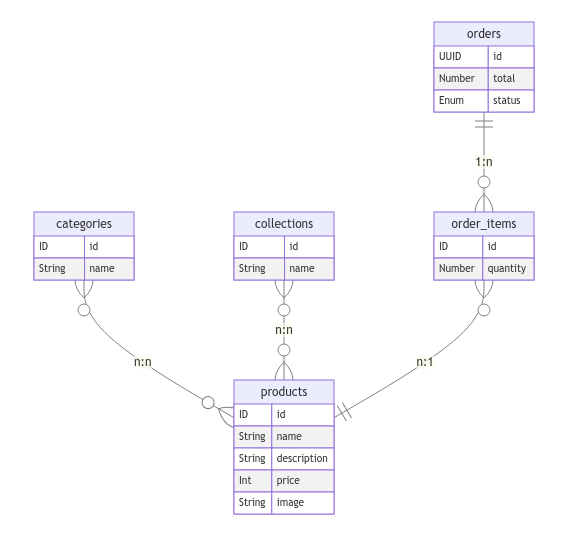 orders
UUID id
Number total
Enum status
1:n
categories
ID id
String name
collections
ID id
String name
order_items
ID id
Number quantity
n:n
n:n
n:1
products
ID id
String name
String description
Int price
String image